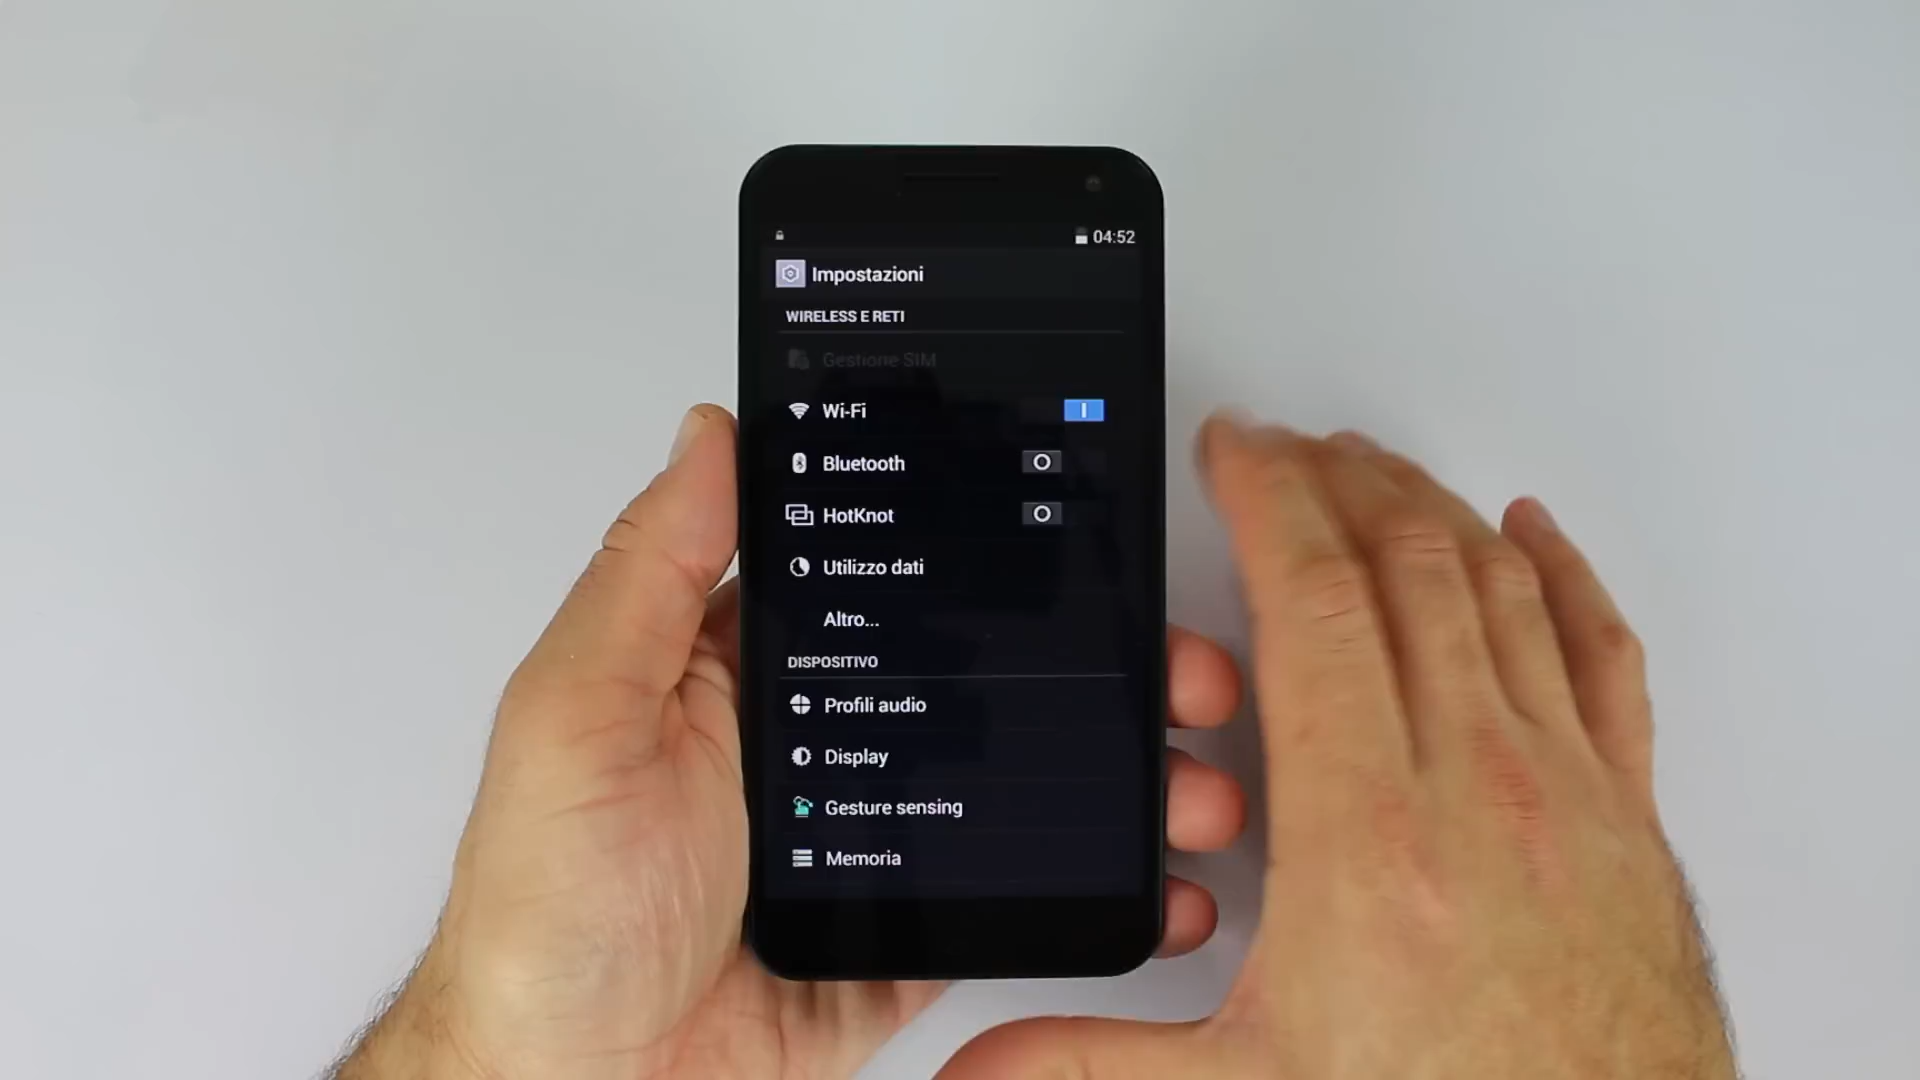 04:52
Impostazioni
WIRELESS E RETI
Gestione SIM
Wi-Fi
Bluetooth
HotKnot
Utilizzo dati
Altro...
DISPOSITIVO
Profili audio
Display
Gesture sensing
Memoria